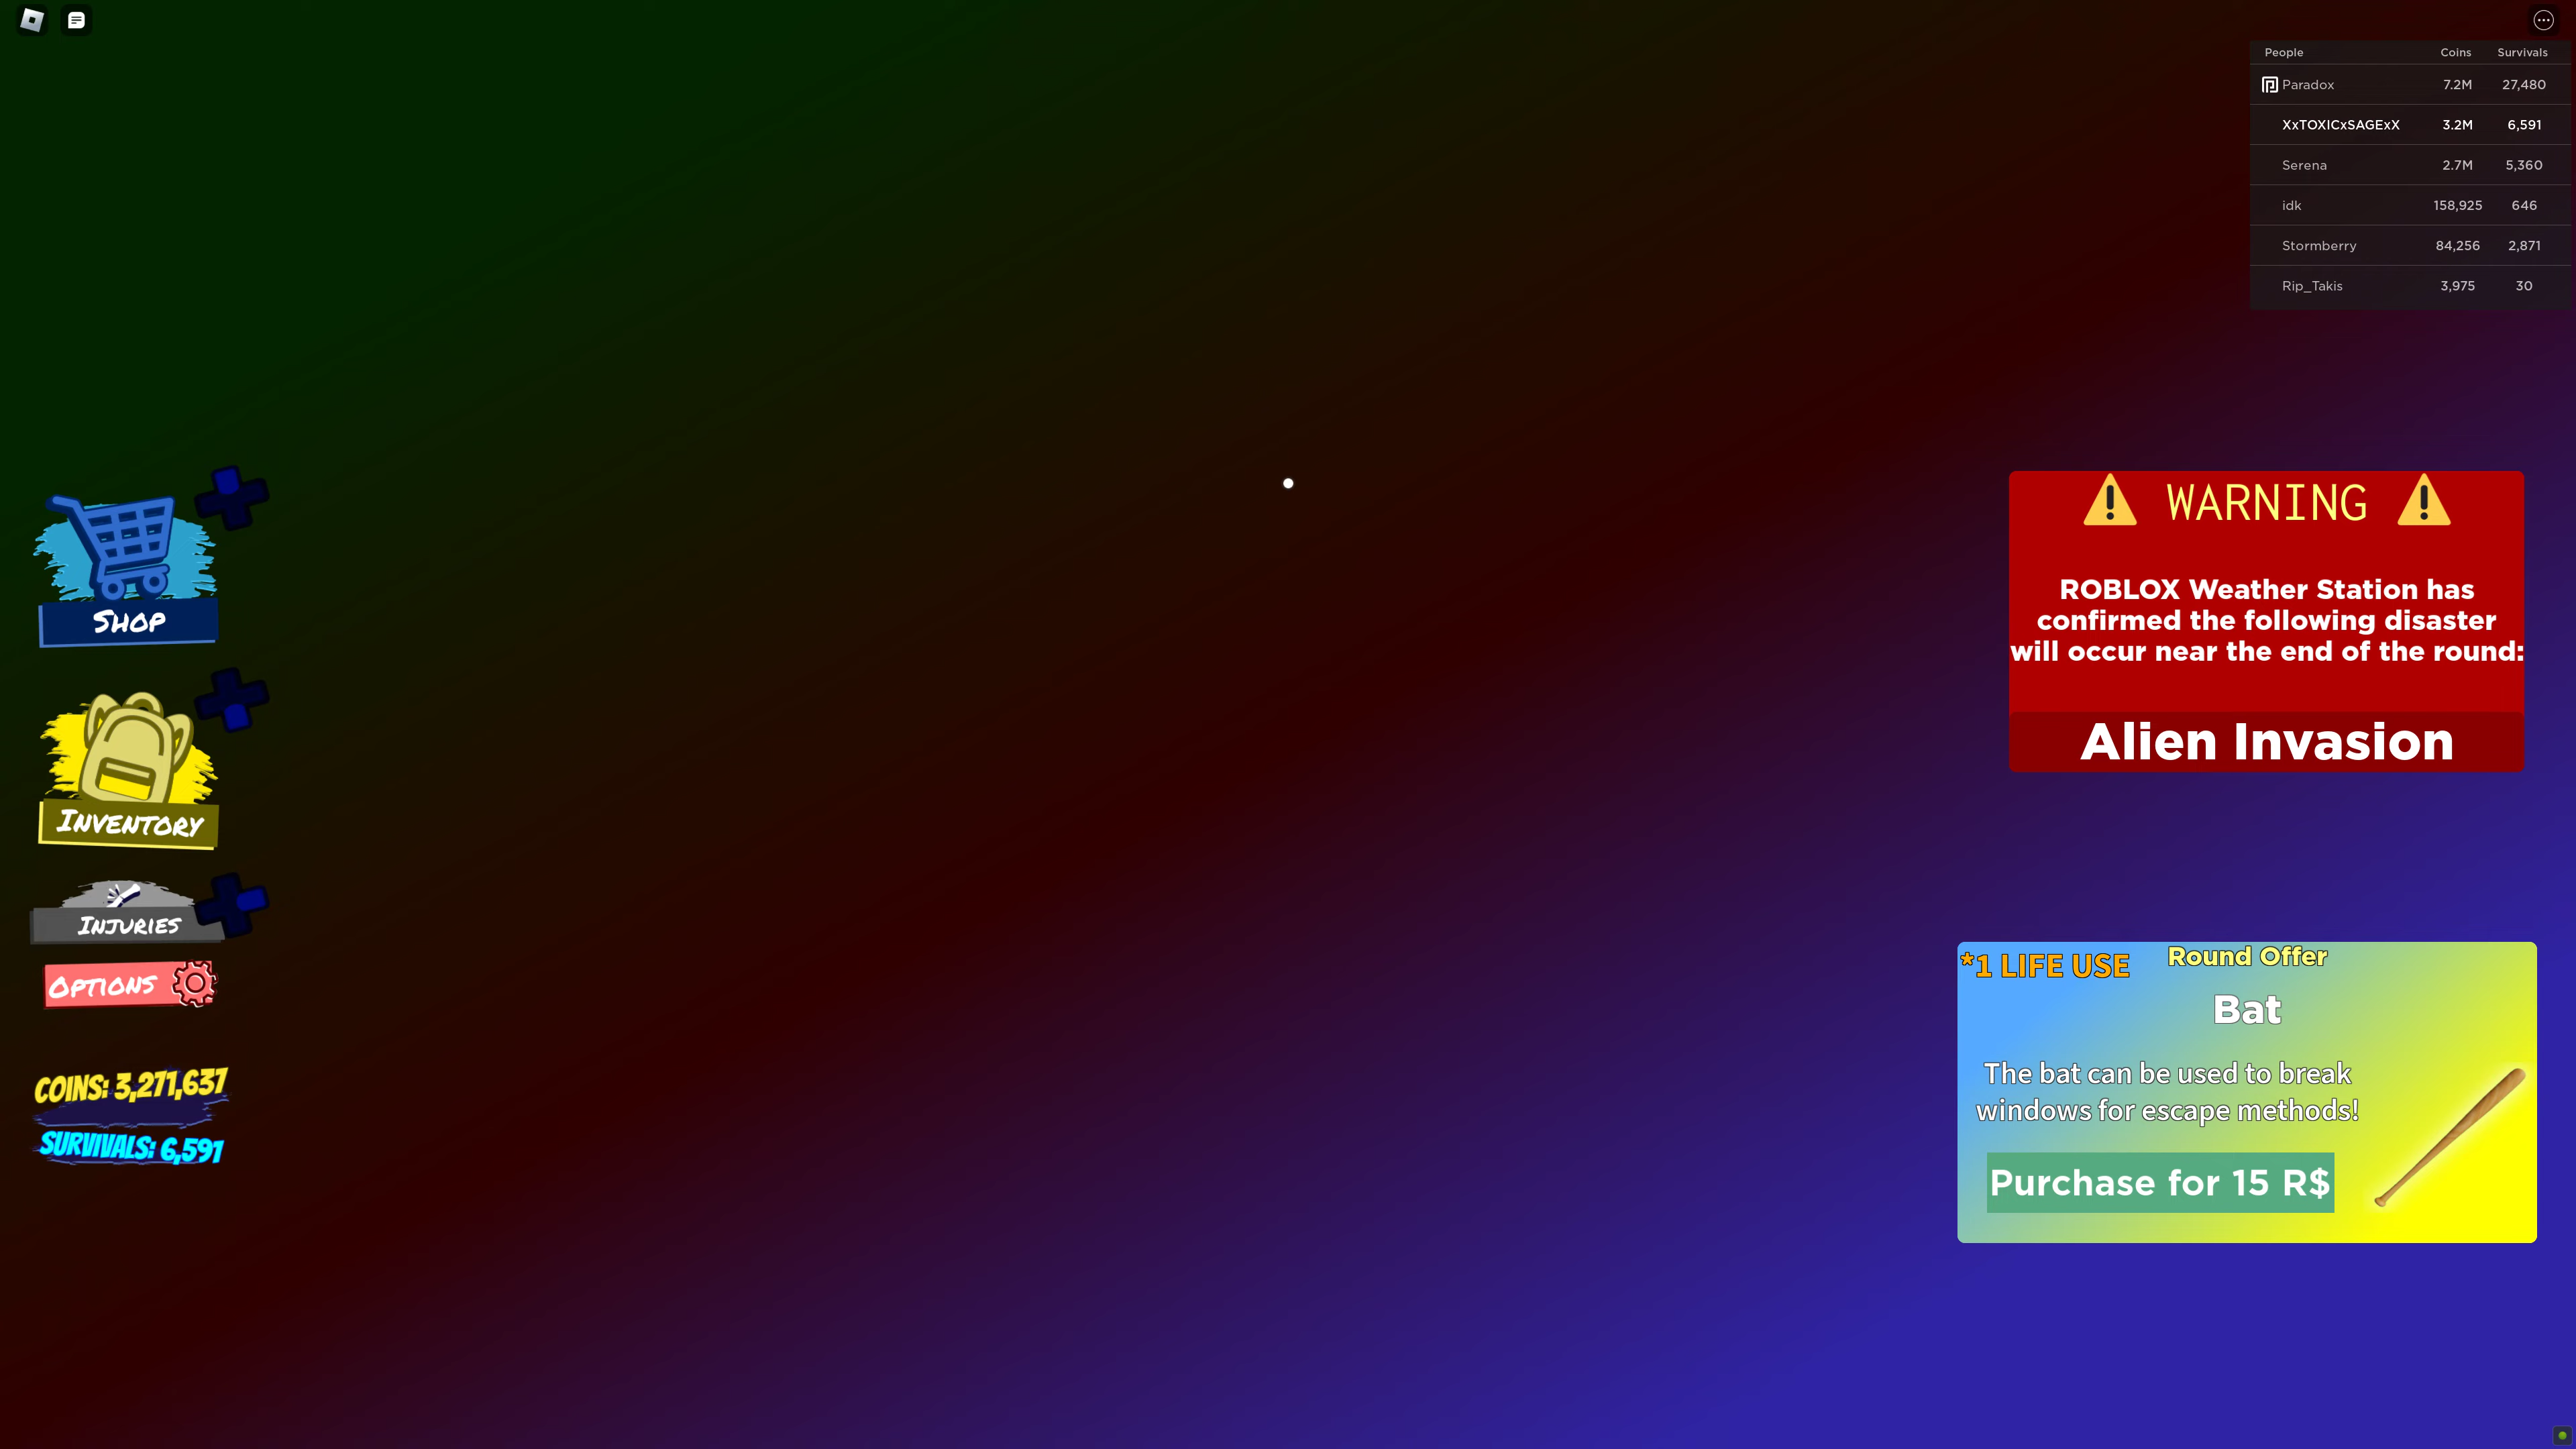 People Coins Survivals
Paradox 7.2M 27,480
XxTOXICxSAGExX 3.2M 6,591
Serena 2.7M 5,360
idk 158,925 646
Stormberry 84,256 2,871
Rip_Takis 3,975 30
SHOP
INVENTORY
INJURIES
OPTIONS
COINS: 3,271,637
SURVIVALS: 6,591
WARNING
ROBLOX Weather Station has
confirmed the following disaster
will occur near the end of the round:
Alien Invasion
*1 LIFE USE
Round Offer
Bat
The bat can be used to break
windows for escape methods!
Purchase for 15 R$